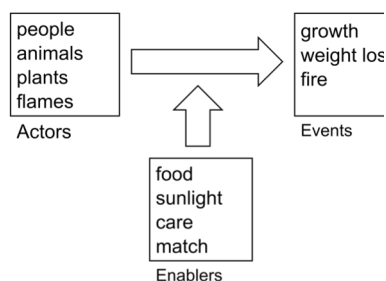 people
animals
plants
flames
Actors
growth
weight los
fire
Events
food
sunlight
care
match
Enablers